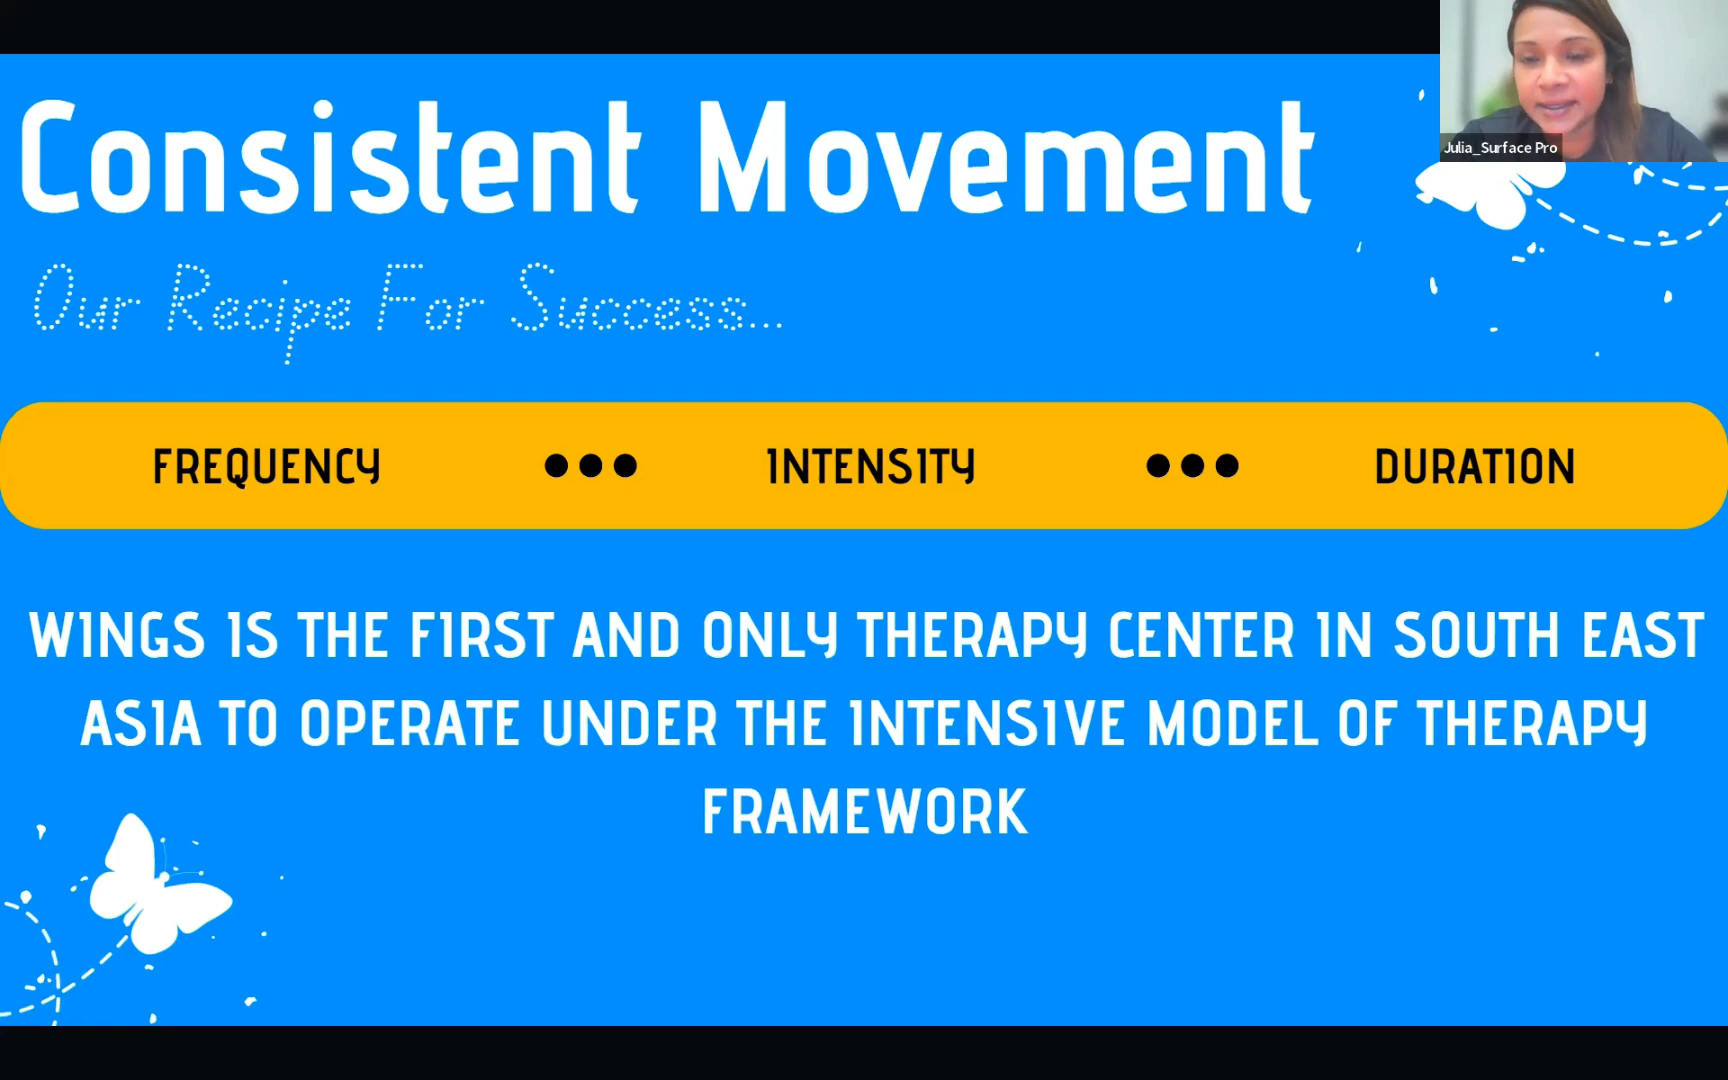 Consistent Movement
Julia_Surface Pro
Our Recipe For Success...
FREQUENCY ••• INTENSITY ••• DURATION
WINGS IS THE FIRST AND ONLY THERAPY CENTER IN SOUTH EAST
ASIA TO OPERATE UNDER THE INTENSIVE MODEL OF THERAPY
FRAMEWORK